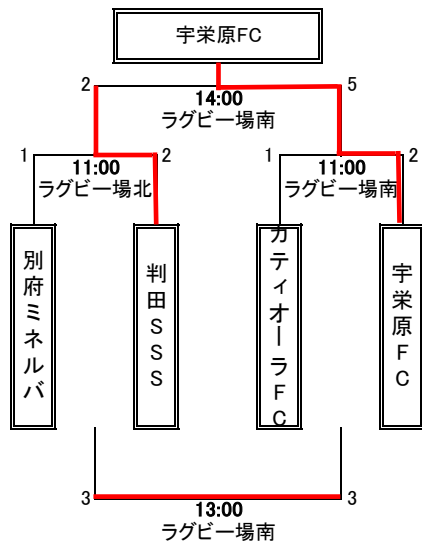 宇栄原FC
2
5
14:00
ラグビー場南
1
2
1
2
11:00
11:00
ラグビー場北
ラグビー場南
別府ミネルバ
判田SSS
カティオーラFC
宇栄原FC
3
3
13:00
ラグビー場南